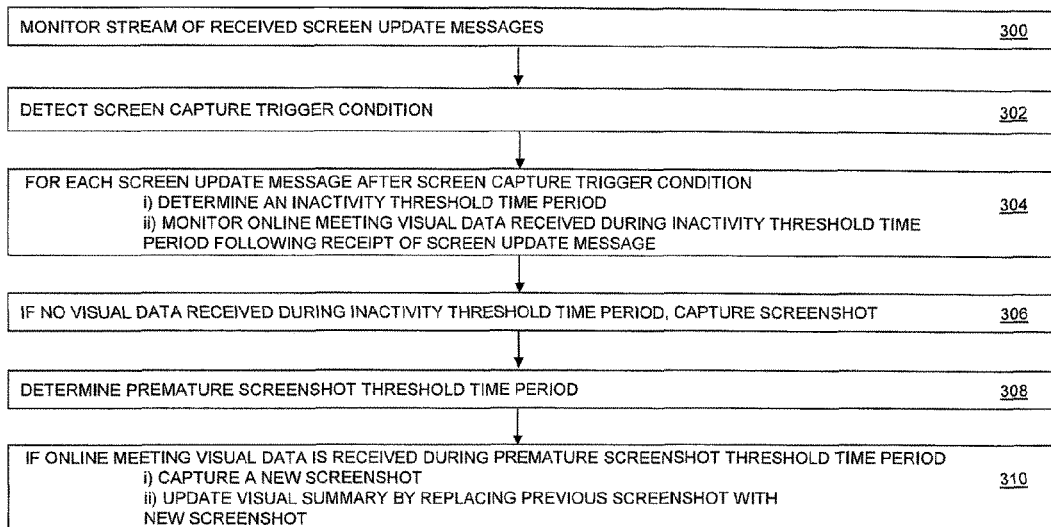 MONITOR STREAM OF RECEIVED SCREEN UPDATE MESSAGES 300
DETECT SCREEN CAPTURE TRIGGER CONDITION 302
FOR EACH SCREEN UPDATE MESSAGE AFTER SCREEN CAPTURE TRIGGER CONDITION
i) DETERMINE AN INACTIVITY THRESHOLD TIME PERIOD 304
ii) MONITOR ONLINE MEETING VISUAL DATA RECEIVED DURING INACTIVITY THRESHOLD TIME
PERIOD FOLLOWING RECEIPT OF SCREEN UPDATE MESSAGE
IF NO VISUAL DATA RECEIVED DURING INACTIVITY THRESHOLD TIME PERIOD, CAPTURE SCREENSHOT 306
DETERMINE PREMATURE SCREENSHOT THRESHOLD TIME PERIOD 308
IF ONLINE MEETING VISUAL DATA IS RECEIVED DURING PREMATURE SCREENSHOT THRESHOLD TIME PERIOD
i) CAPTURE A NEW SCREENSHOT 310
ii) UPDATE VISUAL SUMMARY BY REPLACING PREVIOUS SCREENSHOT WITH
NEW SCREENSHOT